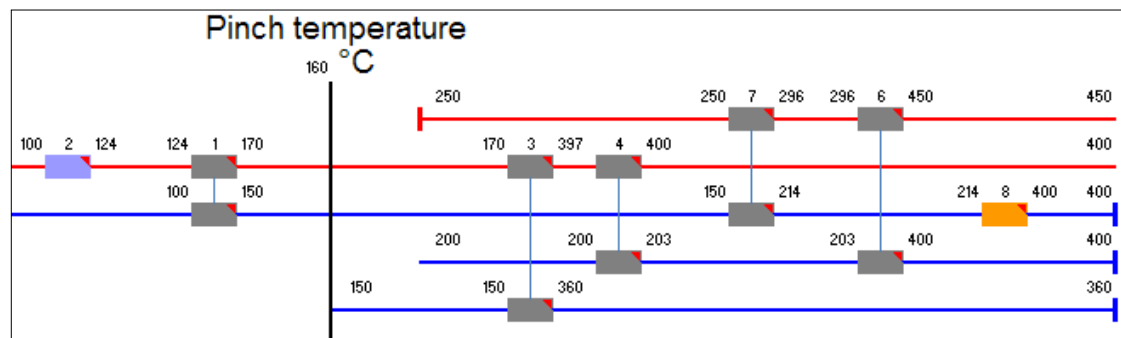 Pinch temperature
°C
160
250 250 7 296 296 6 450 450
100 2 124 124 1 170 170 3 397 4 400 400
100 150 150 214 214 8 400 400
200 200 203 203 400 400
150 150 360 360